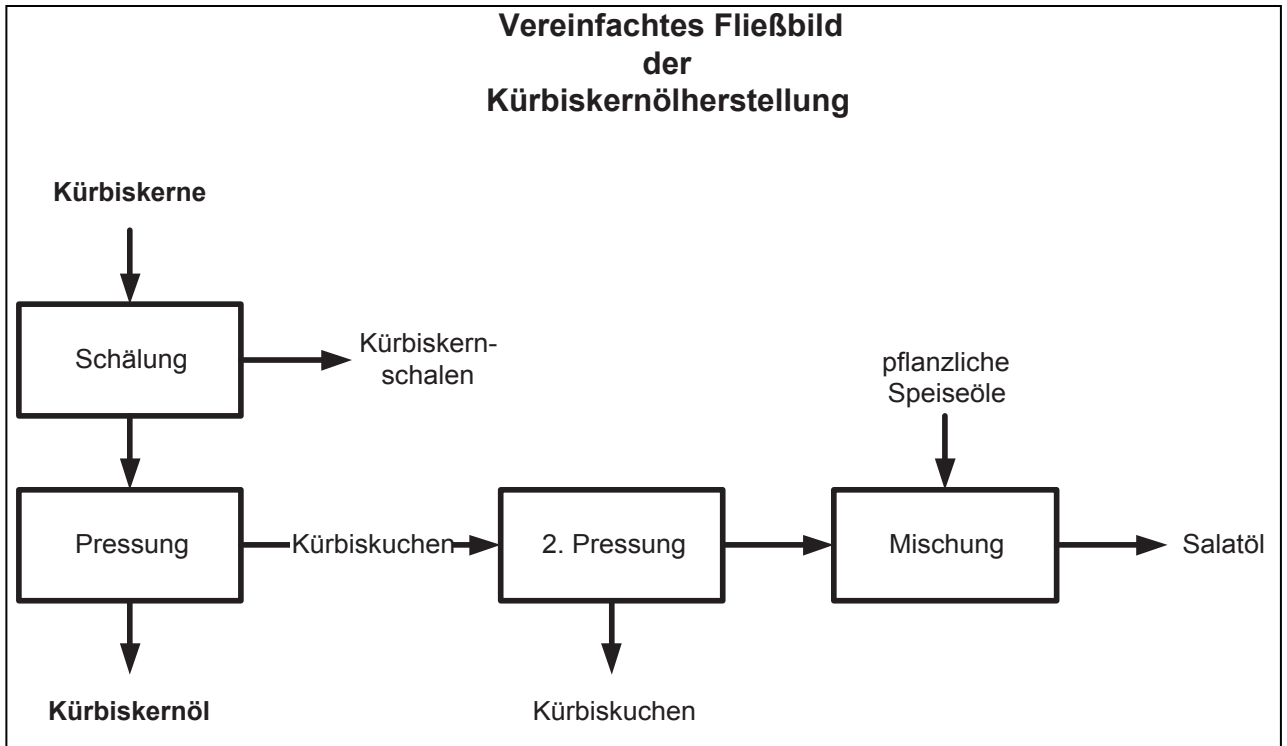 Vereinfachtes Fließbild
der
Kürbiskernölherstellung
Kürbiskerne
Schälung
Kürbiskern-
schalen
pflanzliche
Speiseöle
Pressung
Kürbiskuchen
2. Pressung
Mischung
Salatöl
Kürbiskernöl
Kürbiskuchen